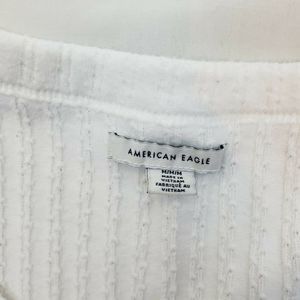 AMERICAN EAGLE
M/M/M
MADE IN
VIETNAM
FABRIQUÉ AU
VIETNAM